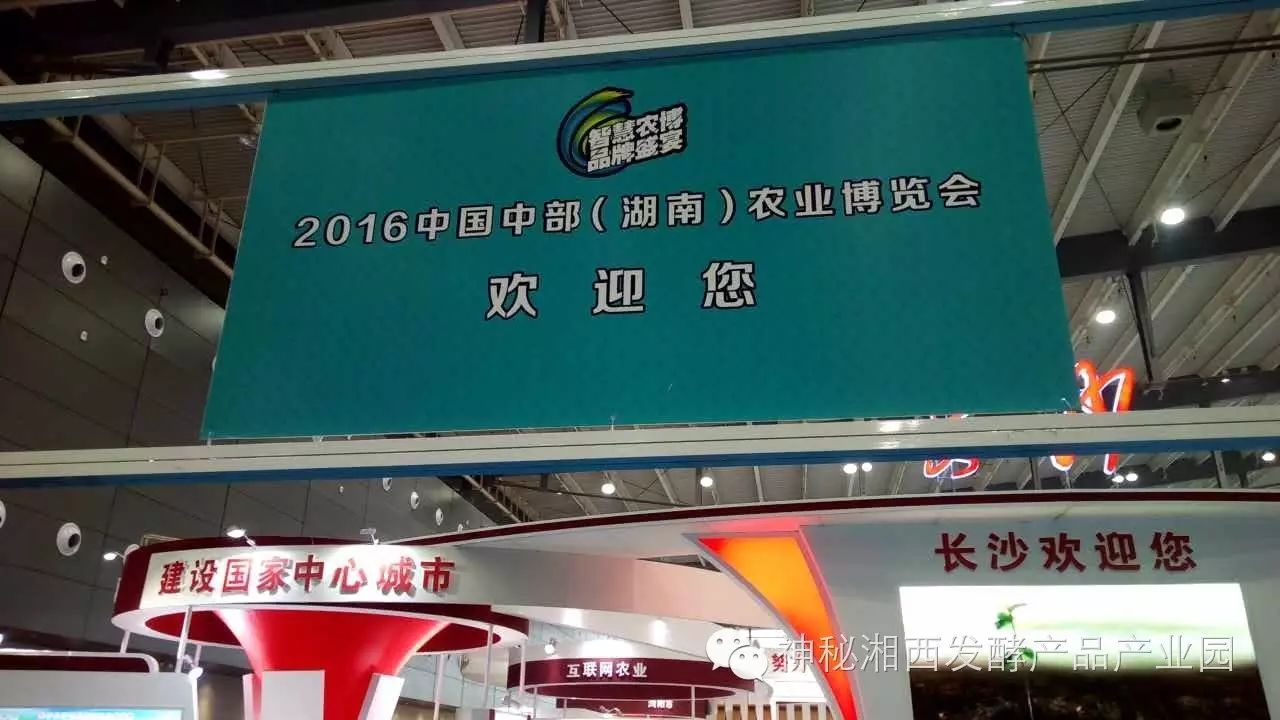 智慧农博
品牌盛宴
2016中国中部（湖南）农业博览会
欢迎您
长沙欢迎您
建设国家中心城市
互联网农业
神秘湘西发酵产品产业园